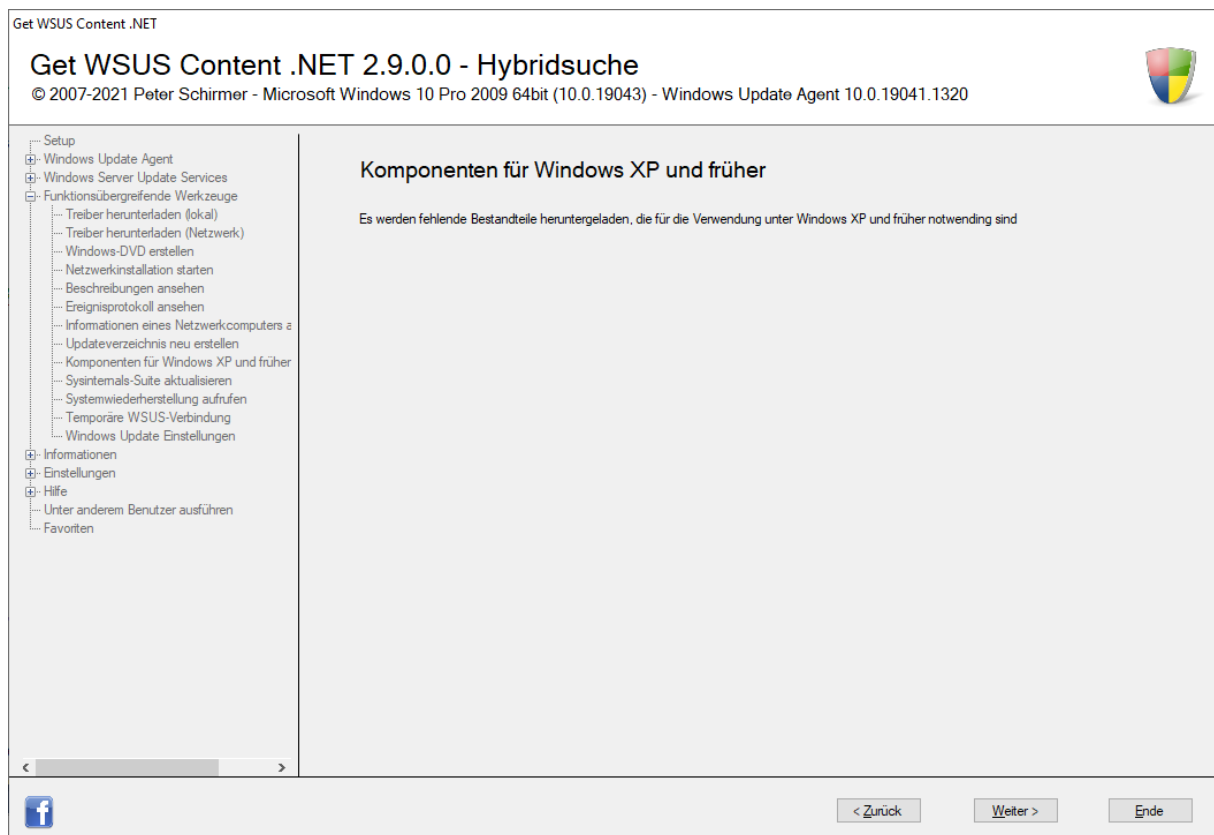 Get WSUS Content .NET
Get WSUS Content .NET 2.9.0.0 - Hybridsuche
© 2007-2021 Peter Schirmer - Microsoft Windows 10 Pro 2009 64bit (10.0.19043) - Windows Update Agent 10.0.19041.1320
Setup
Windows Update Agent
Windows Server Update Services
Funktionsübergreifende Werkzeuge
Treiber herunterladen (lokal)
Treiber herunterladen (Netzwerk)
Windows-DVD erstellen
Netzwerkinstallation starten
Beschreibungen ansehen
Ereignisprotokoll ansehen
Informationen eines Netzwerkcomputers a
Updateverzeichnis neu erstellen
Komponenten für Windows XP und früher
Sysinternals-Suite aktualisieren
Systemwiederherstellung aufrufen
Temporäre WSUS-Verbindung
Windows Update Einstellungen
Informationen
Einstellungen
Hilfe
Unter anderem Benutzer ausführen
Favoriten
Komponenten für Windows XP und früher
Es werden fehlende Bestandteile heruntergeladen, die für die Verwendung unter Windows XP und früher notwending sind
f
< Zurück
Weiter >
Ende